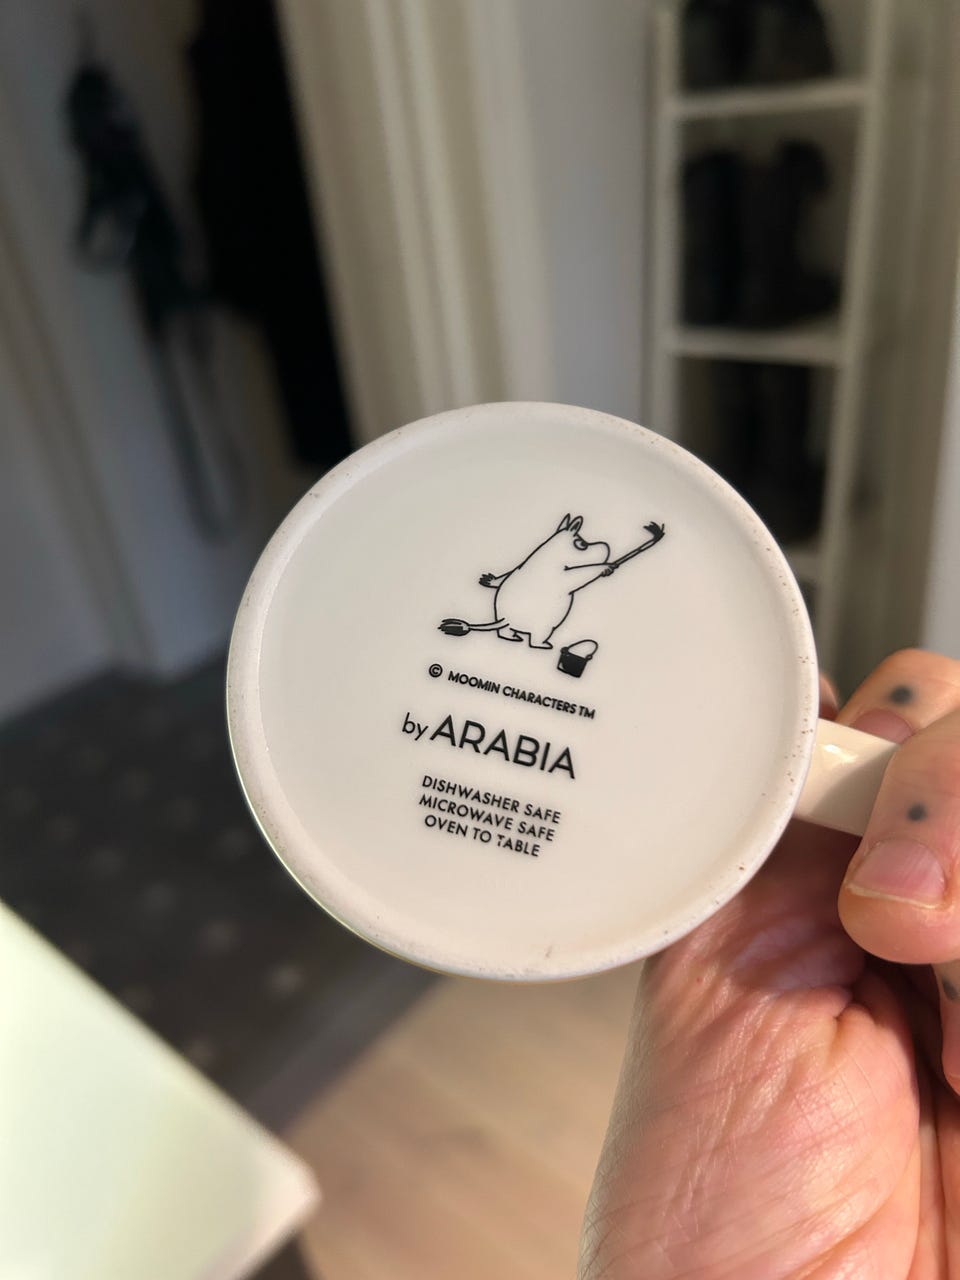 © MOOMIN CHARACTERS TM
by ARABIA
DISHWASHER SAFE
MICROWAVE SAFE
OVEN TO TABLE